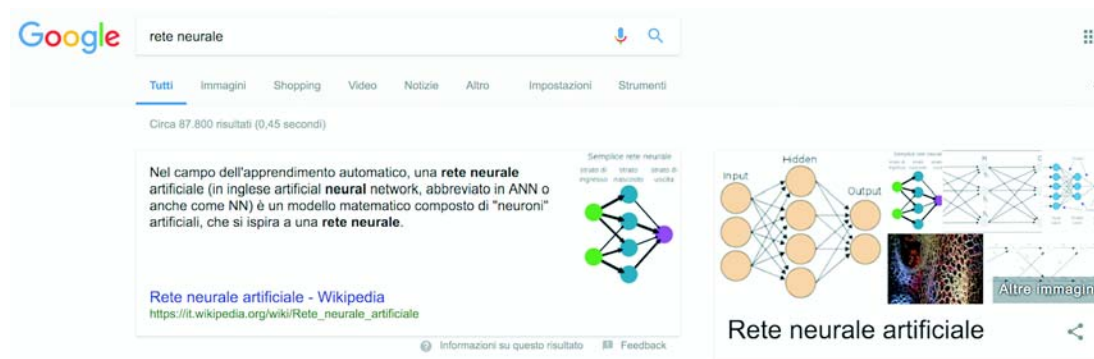 Google
rete neurale
Tutti Immagini Shopping Video Notizie Altro Impostazioni Strumenti
Circa 87.800 risultati (0,45 secondi)
Nel campo dell'apprendimento automatico, una rete neurale
artificiale (in inglese artificial neural network, abbreviato in ANN o
anche come NN) è un modello matematico composto di "neuroni"
artificiali, che si ispira a una rete neurale.
Semplice rete neurale
strato di strato strato di
ingresso nascosto uscita
Rete neurale artificiale - Wikipedia
https://it.wikipedia.org/wiki/Rete_neurale_artificiale
Informazioni su questo risultato Feedback
Hidden
Input
Output
Altre immagin
Rete neurale artificiale